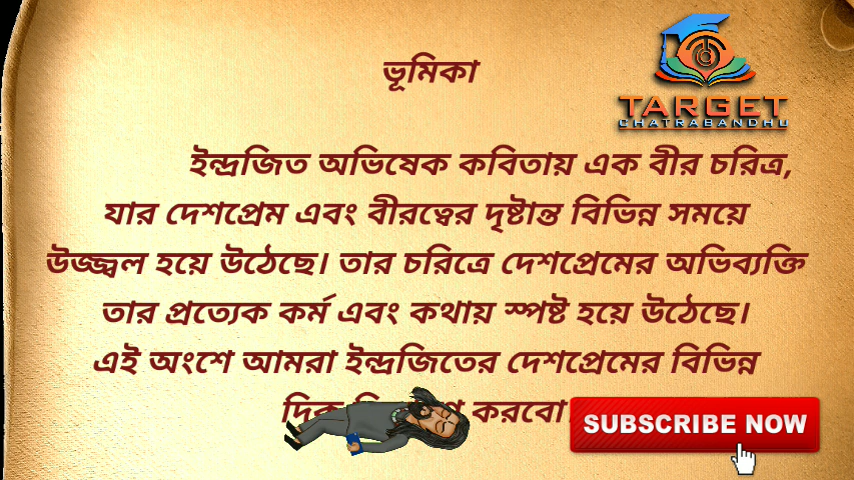 ভূমিকা
TARGET
CHATRABANDHU
ইন্দ্রজিত অভিষেক কবিতায় এক বীর চরিত্র,
যার দেশপ্রেম এবং বীরত্বের দৃষ্টান্ত বিভিন্ন সময়ে
উজ্জ্বল হয়ে উঠেছে। তার চরিত্রে দেশপ্রেমের অভিব্যক্তি
তার প্রত্যেক কর্ম এবং কথায় স্পষ্ট হয়ে উঠেছে।
এই অংশে আমরা ইন্দ্রজিতের দেশপ্রেমের বিভিন্ন
দিক করবো
SUBSCRIBE NOW